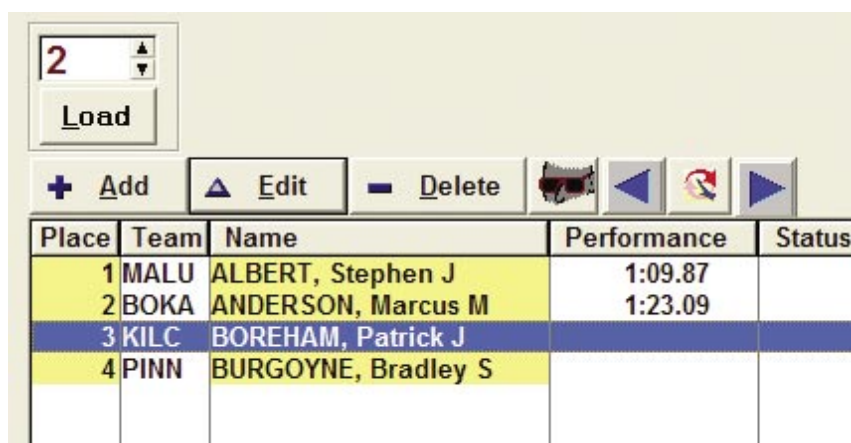 2
Load
Add Edit Delete
Place Team Name Performance Status
1 MALU ALBERT, Stephen J 1:09.87
2 BOKA ANDERSON, Marcus M 1:23.09
3 KILC BOREHAM, Patrick J
4 PINN BURGOYNE, Bradley S